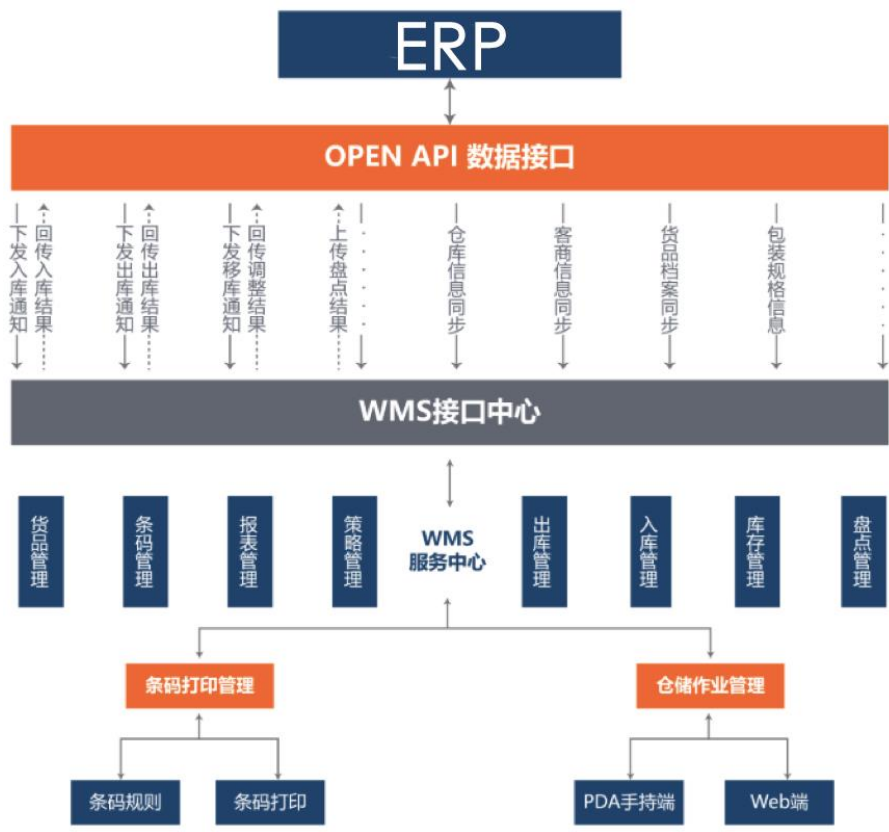 ERP
OPEN API 数据接口
下发入库通知
回传入库结果
下发出库通知
回传出库结果
下发移库通知
回传调整结果
上传盘点结果
仓库信息同步
客商信息同步
货品档案同步
包装规格信息
WMS接口中心
货品管理
条码管理
报表管理
策略管理
WMS
服务中心
出库管理
入库管理
库存管理
盘点管理
条码打印管理
仓储作业管理
条码规则
条码打印
PDA手持端
Web端